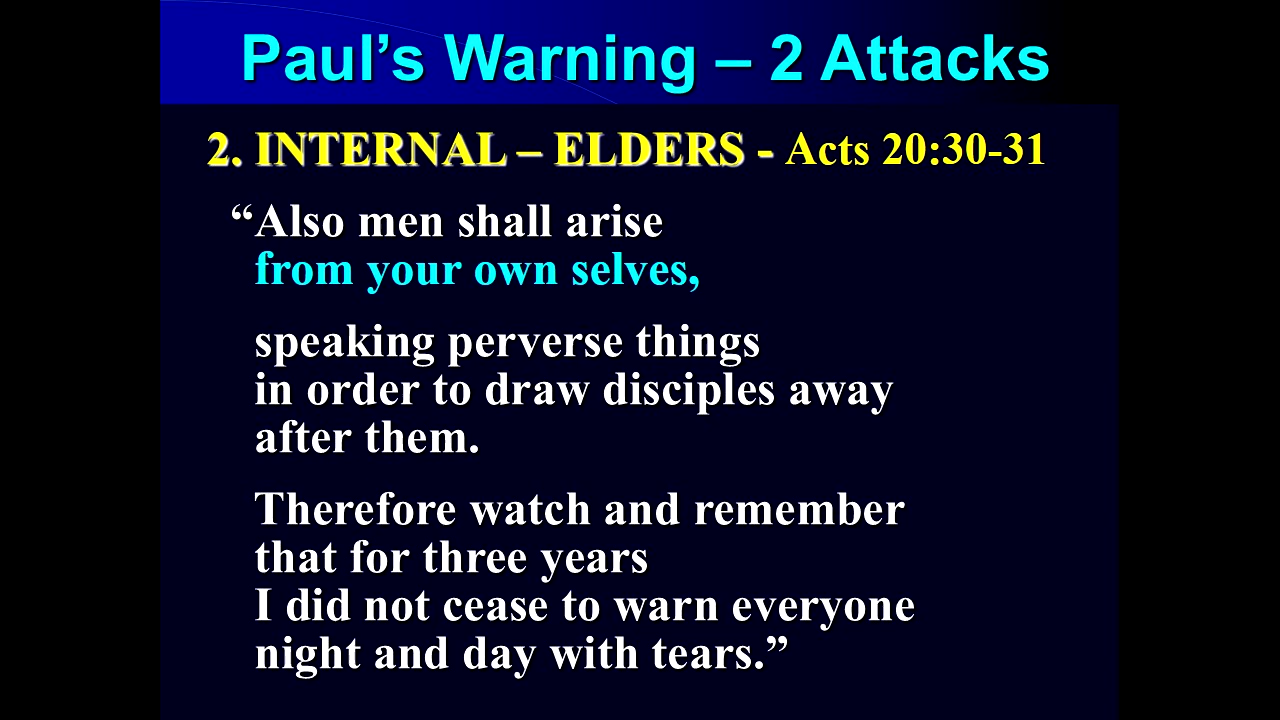 Paul’s Warning – 2 Attacks
2. INTERNAL – ELDERS - Acts 20:30-31
“Also men shall arise
from your own selves,
speaking perverse things
in order to draw disciples away
after them.
Therefore watch and remember
that for three years
I did not cease to warn everyone
night and day with tears.”